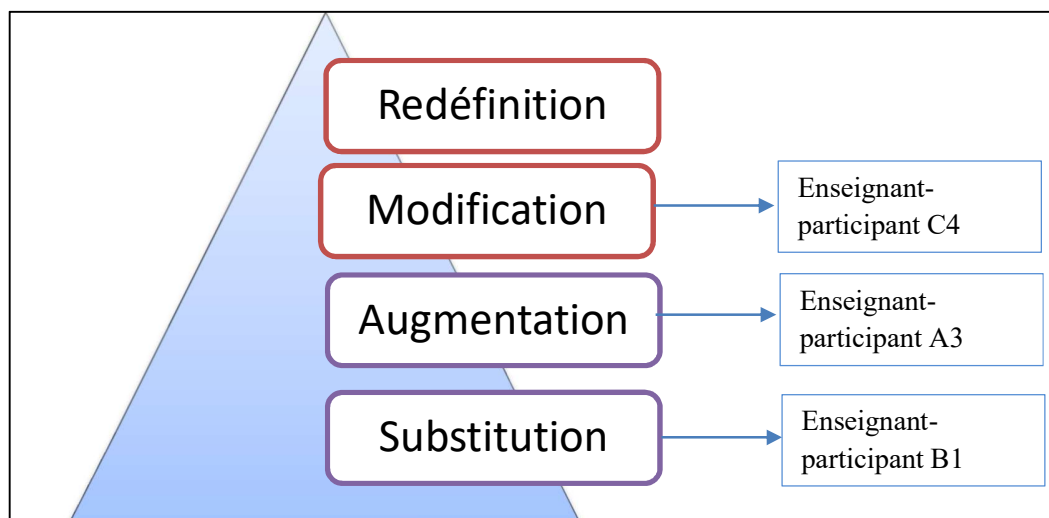 Redéfinition
Modification
Enseignant-
participant C4
Augmentation
Enseignant-
participant A3
Substitution
Enseignant-
participant B1